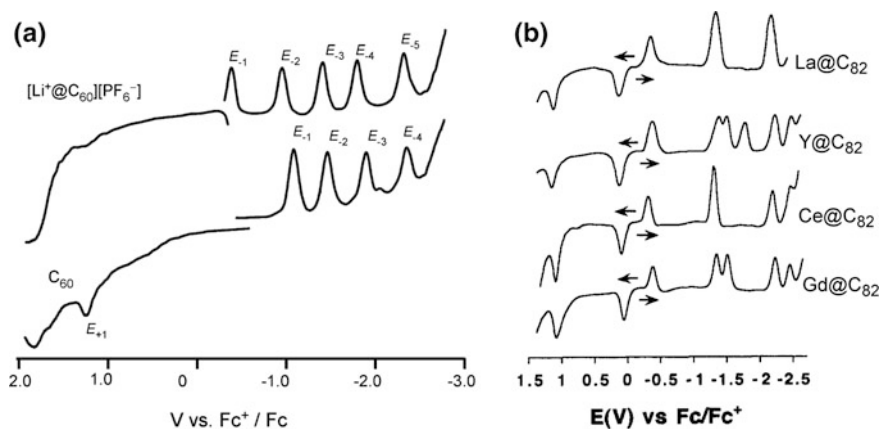 (a)
E-1 E-2 E-3 E-4 E-5
[Li+@C60][PF6−]
E-1 E-2 E-3 E-4
C60
E+1
2.0 1.0 0 -1.0 -2.0 -3.0
V vs. Fc+ / Fc
(b)
La@C82
Y@C82
Ce@C82
Gd@C82
1.5 1 0.5 0 -0.5 -1 -1.5 -2 -2.5
E(V) vs Fc/Fc+